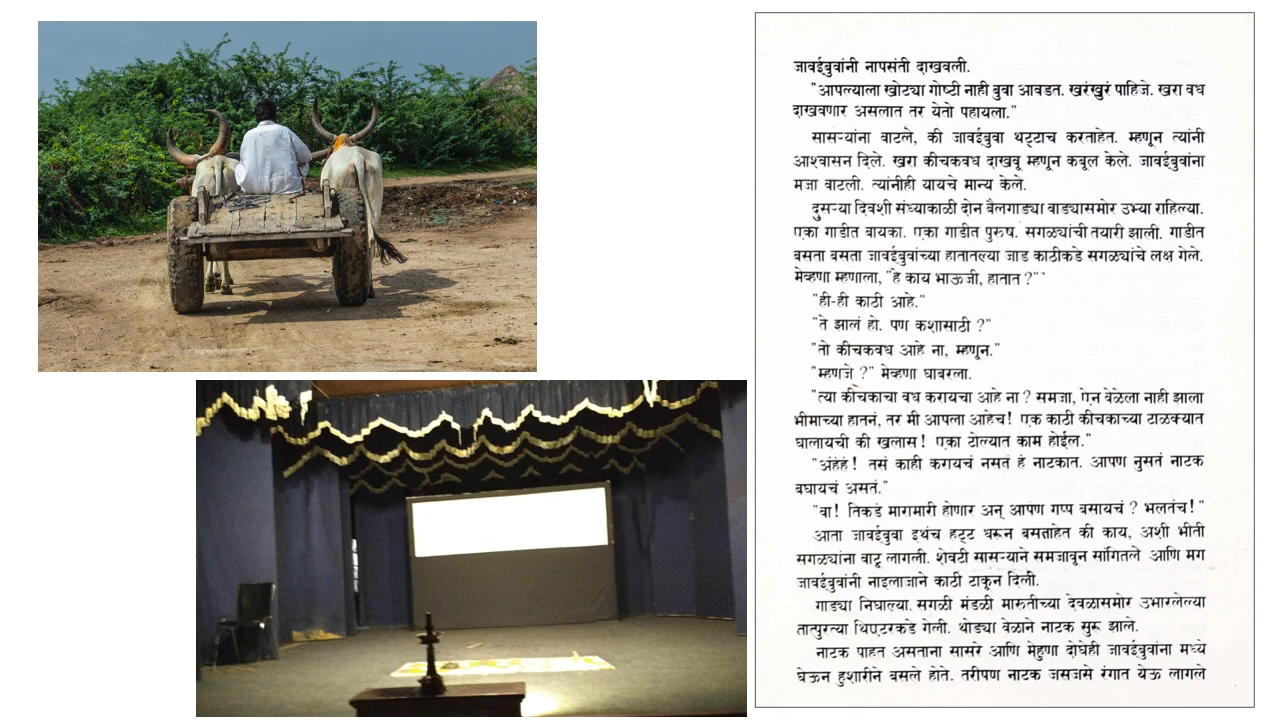 जावईबुवांनी नापसंती दाखवली.
"आपल्याला खोट्या गोष्टी नाही बुवा आवडत. खरंखुरं पाहिजे. खरा वध
दाखवणार असलात तर येतो पहायला."
सासऱ्यांना वाटले, की जावईबुवा थट्टाच करताहेत. म्हणून त्यांनी
आश्वासन दिले. खरा कीचकवध दाखवू म्हणून कबूल केले. जावईबुवांना
मजा वाटली. त्यांनीही यायचे मान्य केले.
दुसऱ्या दिवशी संध्याकाळी दोन बैलगाड्या वाड्यासमोर उभ्या राहिल्या.
एका गाडीत बायका. एका गाडीत पुरुष. सगळ्यांची तयारी झाली. गाडीत
बसता बसता जावईबुवांच्या हातातल्या जाड काठीकडे सगळ्यांचे लक्ष गेले.
मेव्हणा म्हणाला, "हे काय भाऊजी, हातात ?"`
"ही-ही काठी आहे."
"ते झालं हो. पण कशासाठी ?"
"तो कीचकवध आहे ना, म्हणून."
"म्हणजे ?" मेव्हणा घाबरला.
"त्या कीचकाचा वध करायचा आहे ना ? समजा, ऐन वेळेला नाही झाला
भीमाच्या हातनं, तर मी आपला आहेच! एक काठी कीचकाच्या टाळक्यात
घालायची की खलास! एका टोल्यात काम होईल."
"अंहंहं! तसं काही करायचं नसतं हं नाटकात. आपण नुसतं नाटक
बघायचं असतं."
"वा! तिकडं मारामारी होणार अन् आपण गप्प बसायचं ? भलतंच!"
आता जावईबुवा इथंच हट्ट धरून बसताहेत की काय, अशी भीती
सगळ्यांना वाटू लागली. शेवटी सासऱ्याने समजावून सांगितले आणि मग
जावईबुवांनी नाइलाजाने काठी टाकून दिली.
गाड्या निघाल्या. सगळी मंडळी मारुतीच्या देवळासमोर उभारलेल्या
तात्पुरत्या थिएटरकडे गेली. थोड्या वेळाने नाटक सुरू झाले.
नाटक पाहत असताना सासरे आणि मेहुणा दोघेही जावईबुवांना मध्ये
घेऊन हुशारीने बसले होते. तरीपण नाटक जसजसे रंगात येऊ लागले